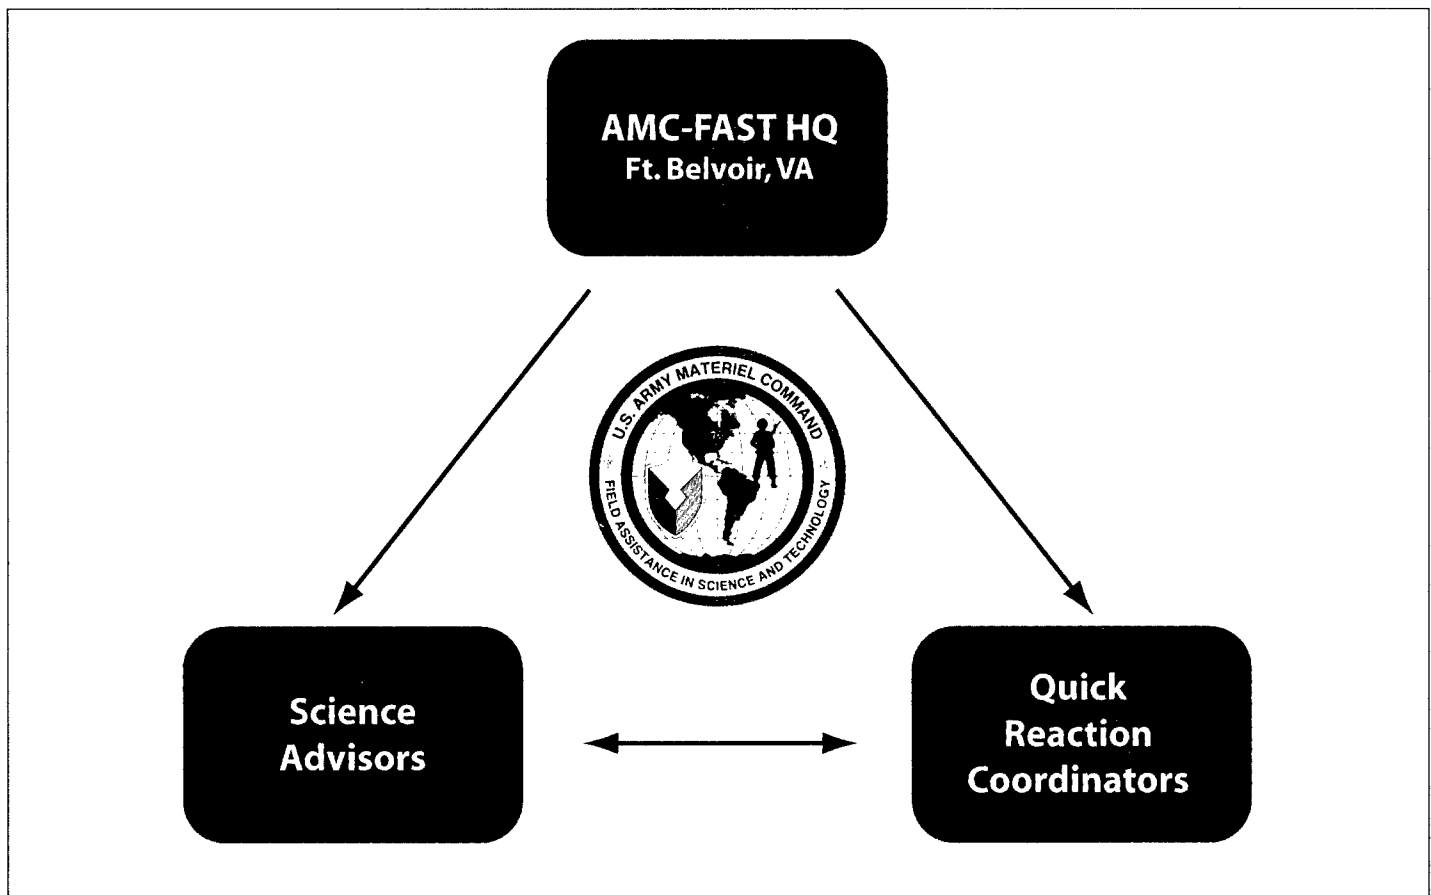 AMC-FAST HQ
Ft. Belvoir, VA
U.S. ARMY MATERIEL COMMAND
FIELD ASSISTANCE IN SCIENCE AND TECHNOLOGY
Science
Advisors
Quick
Reaction
Coordinators